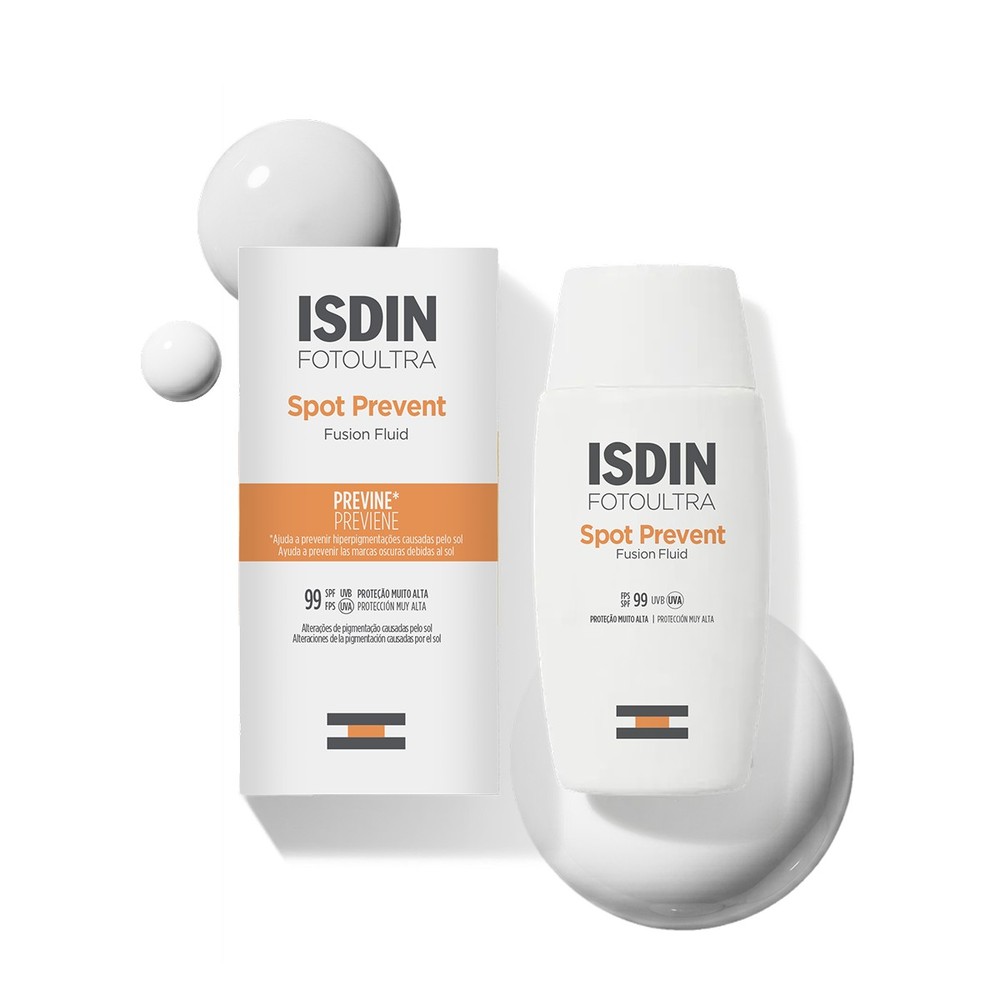 ISDIN
FOTOULTRA
Spot Prevent
Fusion Fluid
PREVINE*
PREVIENE
*Ajuda a prevenir hiperpigmentações causadas pelo sol
Ayuda a prevenir las marcas oscuras debidas al sol
99 SPF UVB PROTEÇÃO MUITO ALTA
FPS UVA PROTECCIÓN MUY ALTA
Alterações de pigmentação causadas pelo sol
Alteraciones de la pigmentación causadas por el sol
ISDIN
FOTOULTRA
Spot Prevent
Fusion Fluid
FPS
SPF 99 UVB UVA
PROTEÇÃO MUITO ALTA | PROTECCIÓN MUY ALTA